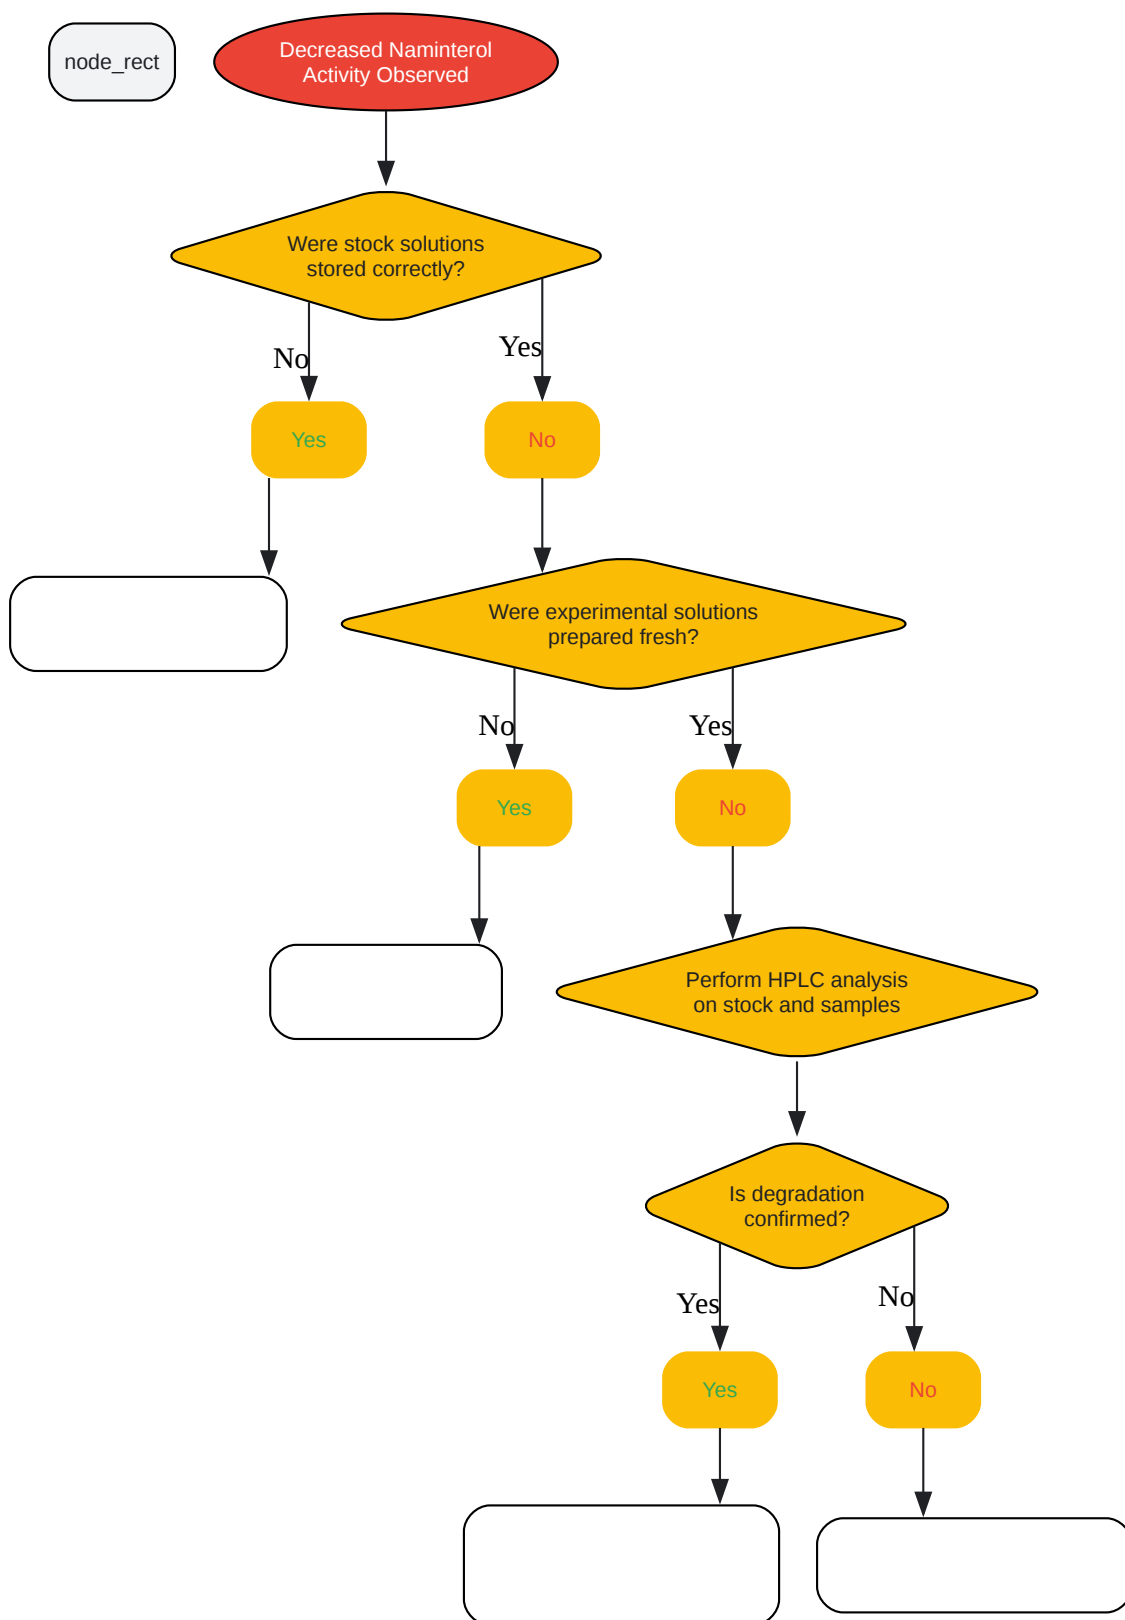 node_rect
Decreased Naminterol
Activity Observed
Were stock solutions
stored correctly?
No
Yes
Yes
No
Were experimental solutions
prepared fresh?
No
Yes
Yes
No
Perform HPLC analysis
on stock and samples
Is degradation
confirmed?
Yes
No
Yes
No